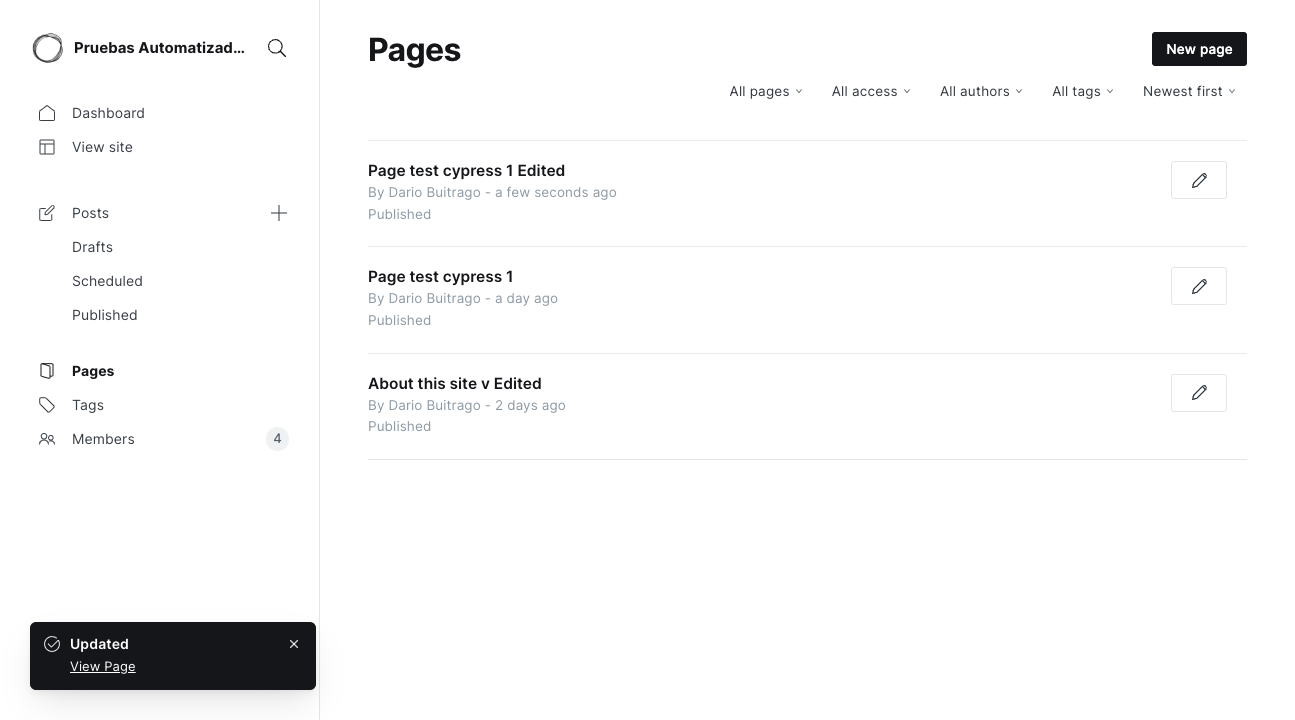 Pruebas Automatizad...
Dashboard
View site
Posts
Drafts
Scheduled
Published
Pages
Tags
Members
4
Updated
View Page
Pages
New page
All pages
All access
All authors
All tags
Newest first
Page test cypress 1 Edited
By Dario Buitrago - a few seconds ago
Published
Page test cypress 1
By Dario Buitrago - a day ago
Published
About this site v Edited
By Dario Buitrago - 2 days ago
Published